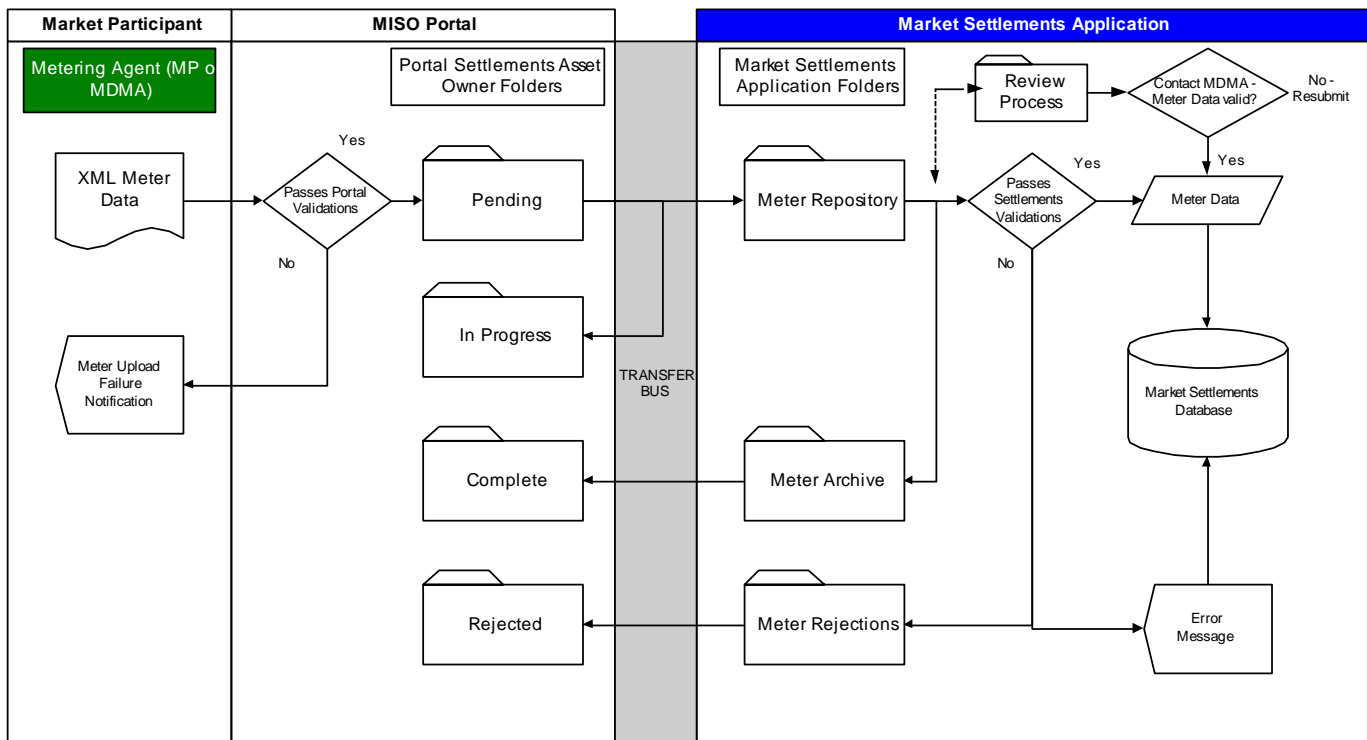 Market Participant
MISO Portal
Market Settlements Application
Metering Agent (MP o
MDMA)
Portal Settlements Asset
Owner Folders
Market Settlements
Application Folders
Review
Process
Contact MDMA -
Meter Data valid?
No -
Resubmit
XML Meter
Data
Yes
Passes Portal
Validations
No
Pending
Meter Repository
Passes
Settlements
Validations
Yes
No
Yes
Meter Data
In Progress
Meter Upload
Failure
Notification
TRANSFER
BUS
Market Settlements
Database
Complete
Meter Archive
Rejected
Meter Rejections
Error
Message